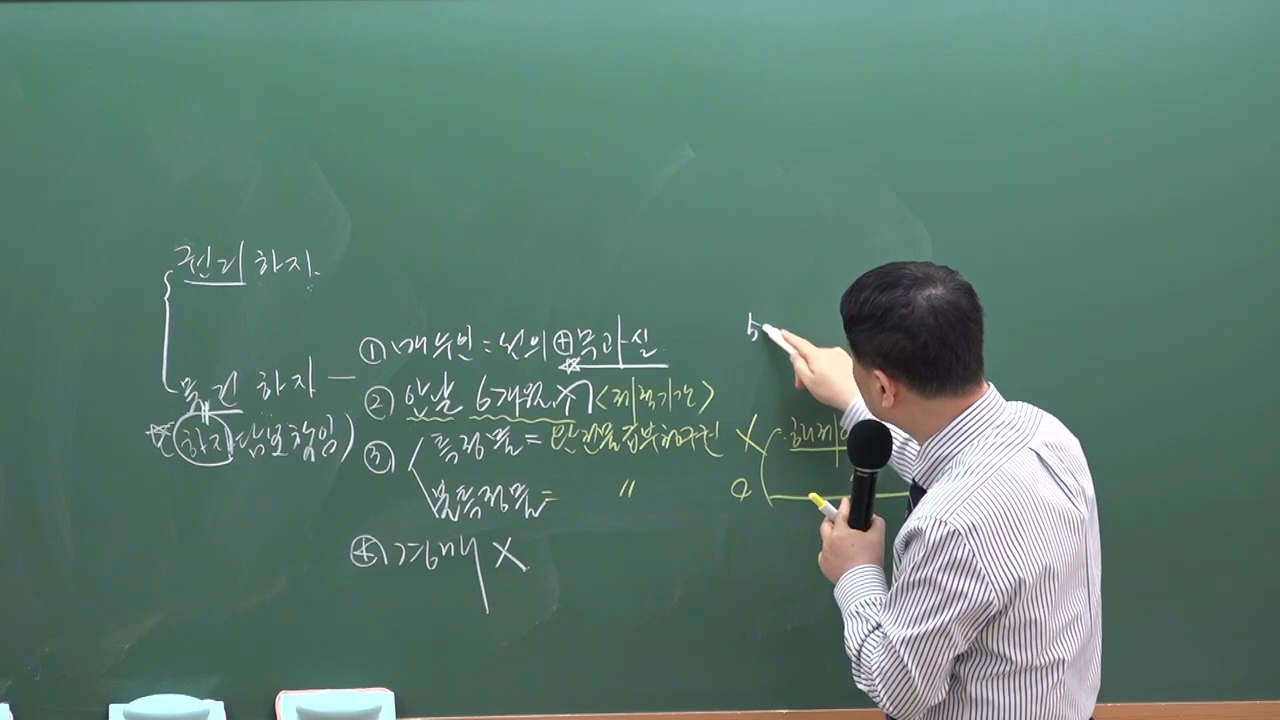 권리 하자
물건 하자 —
(하자담보책임)
① 매수인 = 선의 ⊕ 무과실
② 안 날 6개월 <제척기간>
③ 특정물 = 완전물급부청구권 X
불특정물 = 〃 O
④ 경매 X
해제